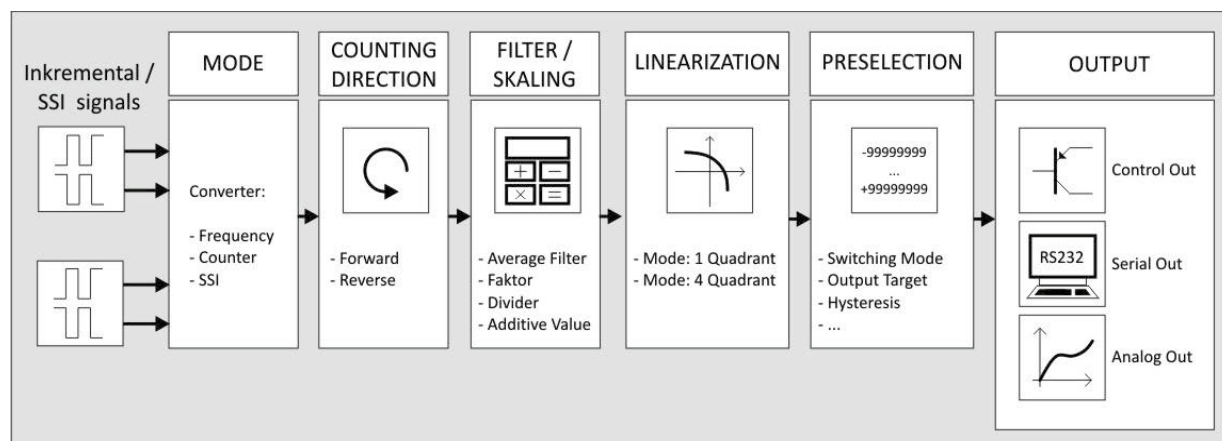 Inkremental /
SSI signals
MODE
Converter:
- Frequency
- Counter
- SSI
COUNTING
DIRECTION
- Forward
- Reverse
FILTER /
SKALING
- Average Filter
- Faktor
- Divider
- Additive Value
LINEARIZATION
- Mode: 1 Quadrant
- Mode: 4 Quadrant
PRESELECTION
-99999999
...
+99999999
- Switching Mode
- Output Target
- Hysteresis
- ...
OUTPUT
Control Out
RS232
Serial Out
Analog Out